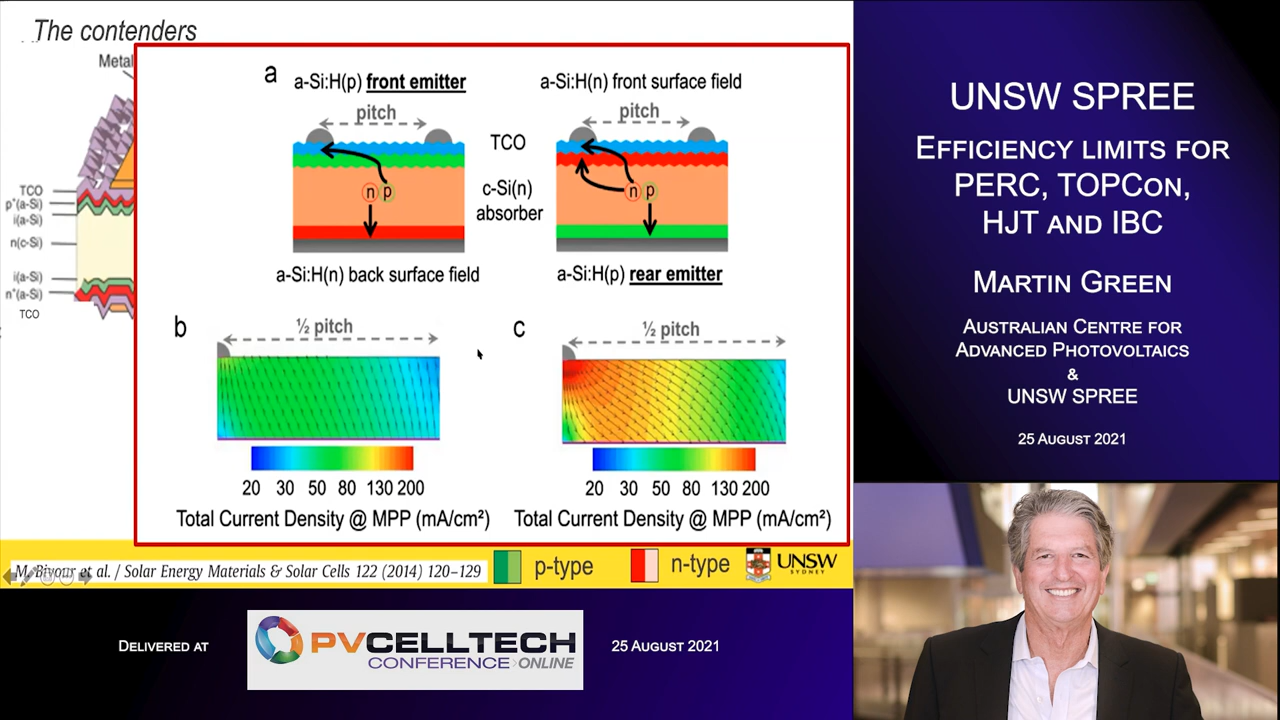 The contenders
Metal
TCO
p⁺(a-Si)
i(a-Si)
n(c-Si)
i(a-Si)
n⁺(a-Si)
TCO
a
a-Si:H(p) front emitter
a-Si:H(n) front surface field
pitch
pitch
TCO
c-Si(n)
absorber
n p
n p
a-Si:H(n) back surface field
a-Si:H(p) rear emitter
b
½ pitch
c
½ pitch
20 30 50 80 130 200
20 30 50 80 130 200
Total Current Density @ MPP (mA/cm²)
Total Current Density @ MPP (mA/cm²)
M. Bivour et al. / Solar Energy Materials & Solar Cells 122 (2014) 120–129
p-type
n-type
UNSW
SYDNEY
UNSW SPREE
Efficiency limits for
PERC, TOPCon,
HJT and IBC
Martin Green
Australian Centre for
Advanced Photovoltaics
&
UNSW SPREE
25 August 2021
Delivered at
PVCELLTECH
CONFERENCE > ONLINE
25 August 2021